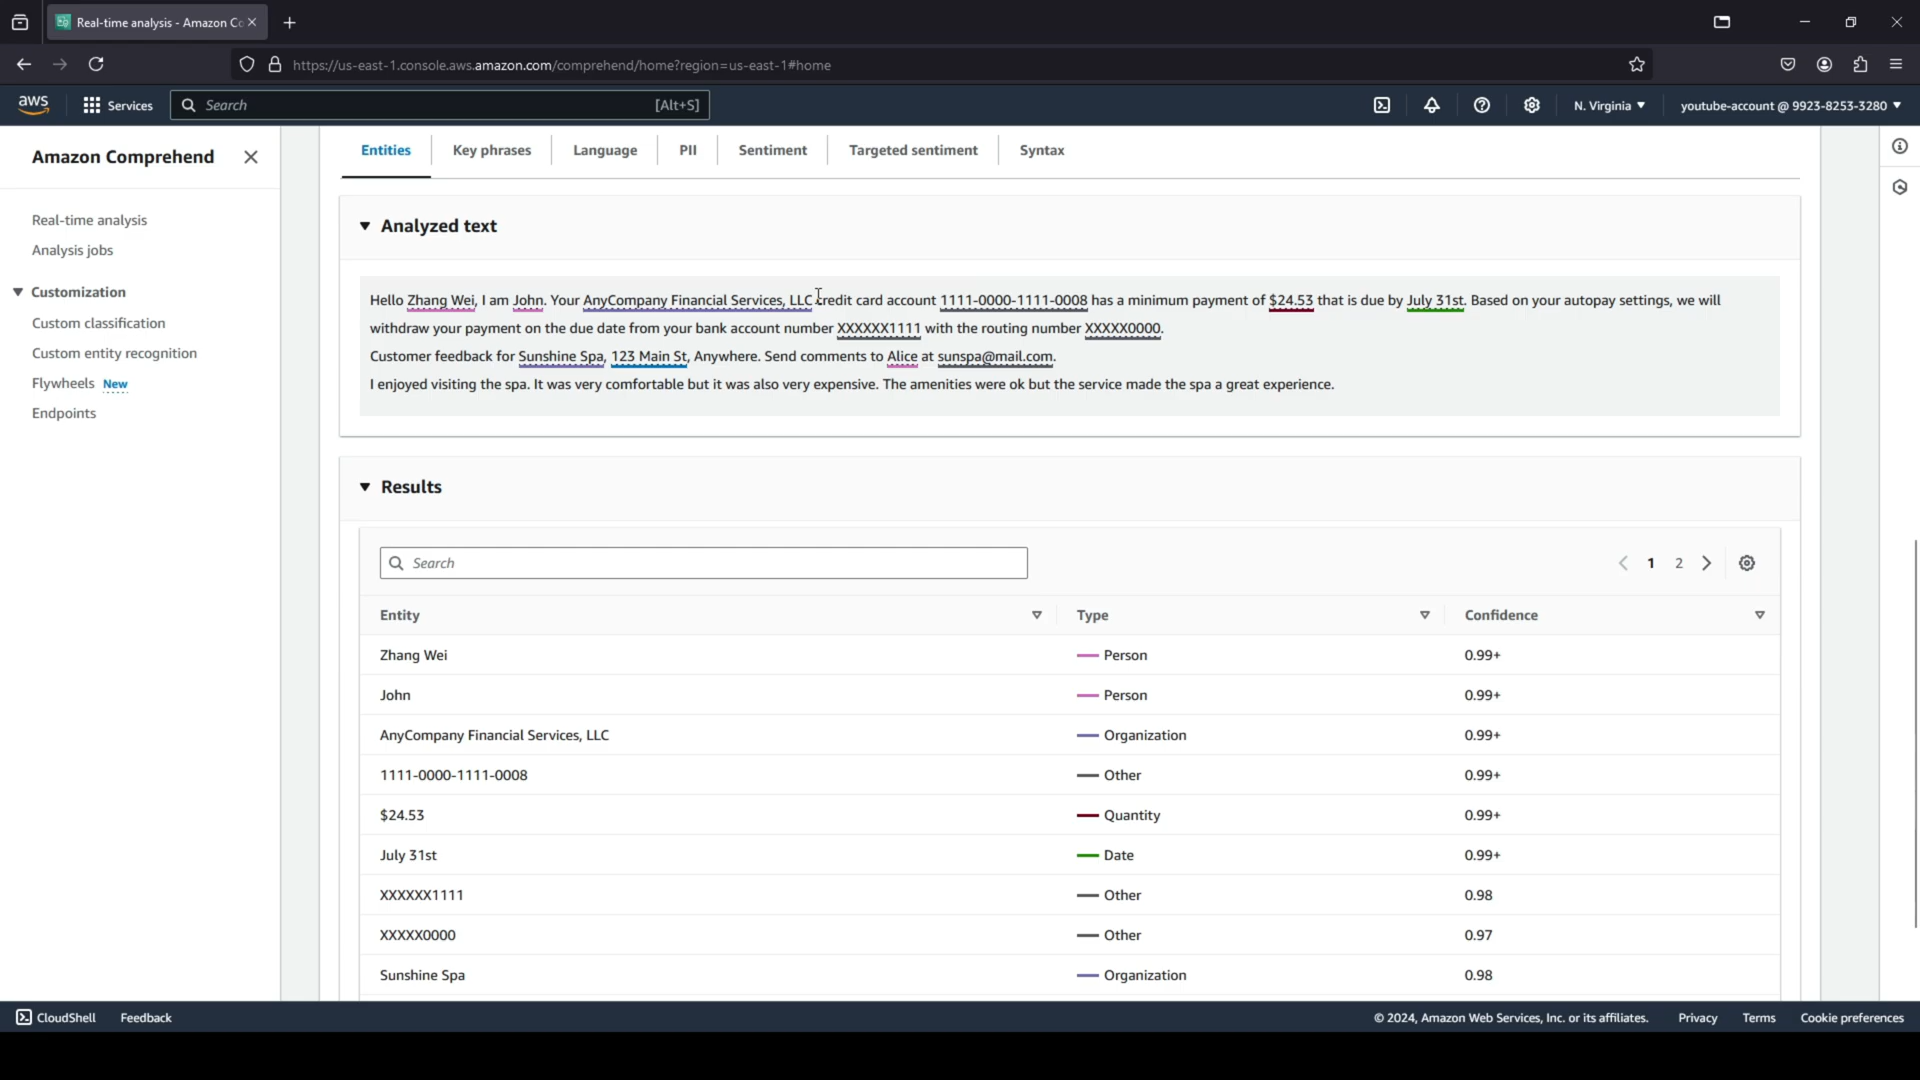 Real-time analysis - Amazon Co
https://us-east-1.console.aws.amazon.com/comprehend/home?region=us-east-1#home
aws Services Search [Alt+S] N. Virginia youtube-account @ 9923-8253-3280
Amazon Comprehend
Real-time analysis
Analysis jobs
Customization
Custom classification
Custom entity recognition
Flywheels New
Endpoints
Entities Key phrases Language PII Sentiment Targeted sentiment Syntax
Analyzed text
Hello Zhang Wei, I am John. Your AnyCompany Financial Services, LLC credit card account 1111-0000-1111-0008 has a minimum payment of $24.53 that is due by July 31st. Based on your autopay settings, we will
withdraw your payment on the due date from your bank account number XXXXXX1111 with the routing number XXXXX0000.
Customer feedback for Sunshine Spa, 123 Main St, Anywhere. Send comments to Alice at sunspa@mail.com.
I enjoyed visiting the spa. It was very comfortable but it was also very expensive. The amenities were ok but the service made the spa a great experience.
Results
Search
1 2
Entity Type Confidence
Zhang Wei Person 0.99+
John Person 0.99+
AnyCompany Financial Services, LLC Organization 0.99+
1111-0000-1111-0008 Other 0.99+
$24.53 Quantity 0.99+
July 31st Date 0.99+
XXXXXX1111 Other 0.98
XXXXX0000 Other 0.97
Sunshine Spa Organization 0.98
CloudShell Feedback © 2024, Amazon Web Services, Inc. or its affiliates. Privacy Terms Cookie preferences